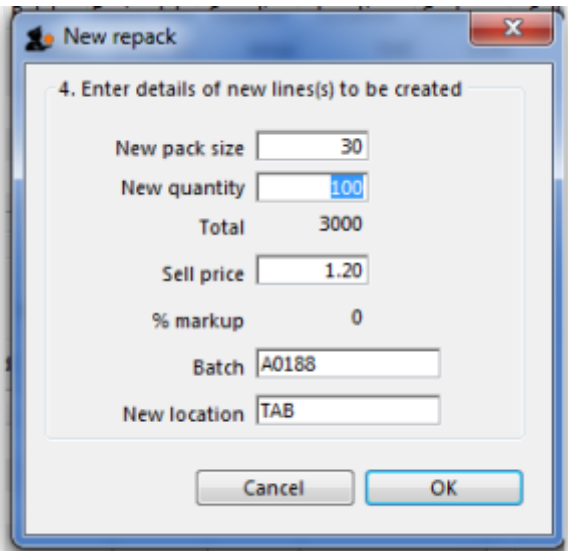 New repack
4. Enter details of new lines(s) to be created
New pack size 30
New quantity 100
Total 3000
Sell price 1.20
% markup 0
Batch A0188
New location TAB
Cancel OK